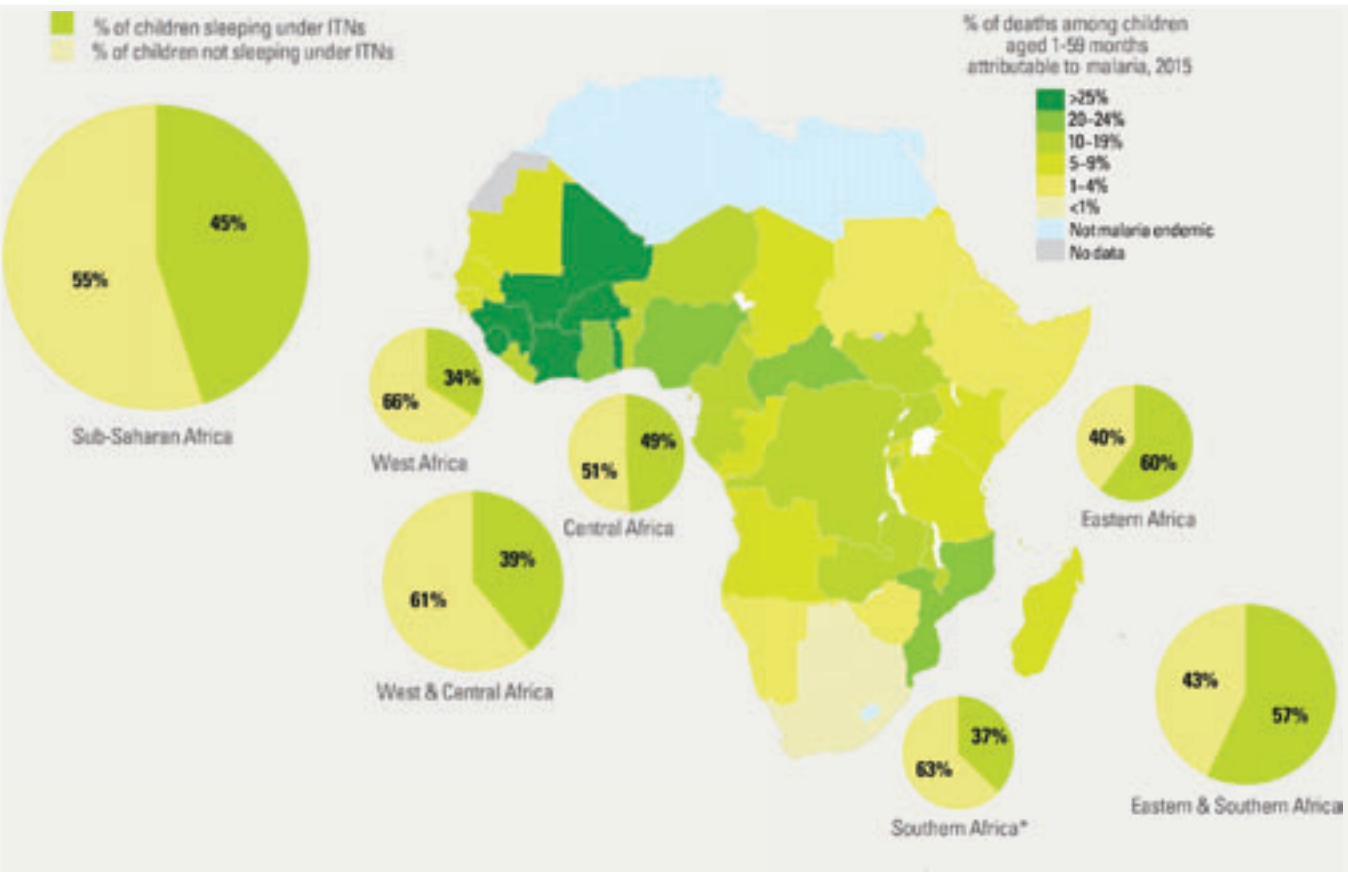 % of children sleeping under ITNs
% of children not sleeping under ITNs
% of deaths among children
aged 1-59 months
attributable to malaria, 2015
>25%
20-24%
10-19%
5-9%
1-4%
<1%
Not malaria endemic
No data
45%
55%
Sub-Saharan Africa
34%
66%
West Africa
49%
51%
Central Africa
40%
60%
Eastern Africa
39%
61%
West & Central Africa
43%
57%
Eastern & Southern Africa
37%
63%
Southern Africa*